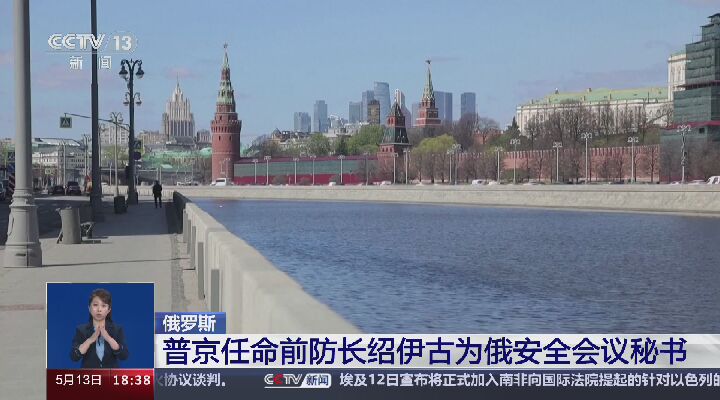 CCTV 13
新闻
俄罗斯
普京任命前防长绍伊古为俄安全会议秘书
5月13日 18:38 火协议谈判。 CCTV 新闻 埃及12日宣布将正式加入南非向国际法院提起的针对以色列的